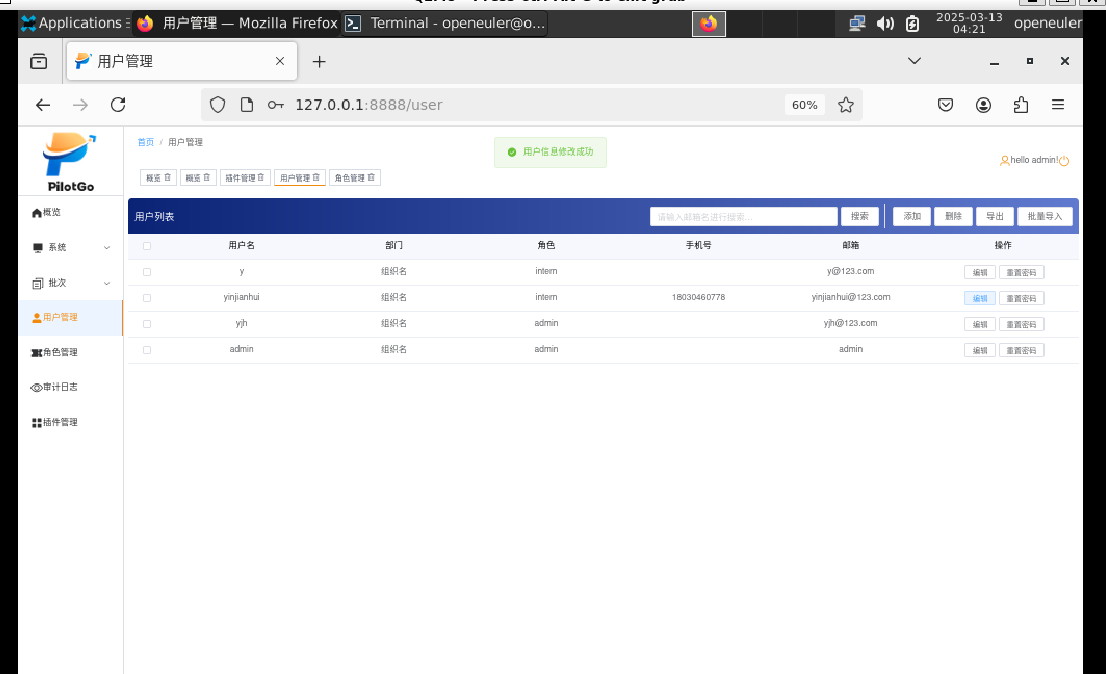 Applications
用户管理 — Mozilla Firefox
Terminal - openeuler@o...
2025-03-13
04:21
openeuler
用户管理
127.0.0.1:8888/user
60%
PilotGo
首页 / 用户管理
用户信息修改成功
hello admin!
概览 概览 插件管理 用户管理 角色管理
概览
系统
批次
用户管理
角色管理
审计日志
插件管理
用户列表 请输入邮箱名进行搜索... 搜索 添加 删除 导出 批量导入
用户名 部门 角色 手机号 邮箱 操作
y 组织名 intern y@123.com 编辑 重置密码
yinjianhui 组织名 intern 18030460778 yinjianhui@123.com 编辑 重置密码
yjh 组织名 admin yjh@123.com 编辑 重置密码
admin 组织名 admin admin 编辑 重置密码